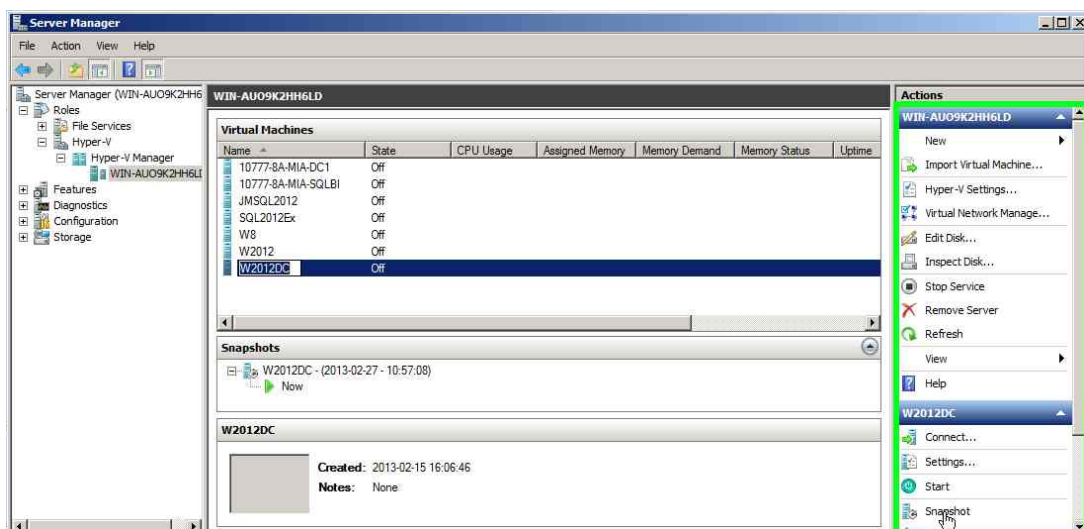 Server Manager
File Action View Help
Server Manager (WIN-AUO9K2HH6
Roles
File Services
Hyper-V
Hyper-V Manager
WIN-AUO9K2HH6LD
Features
Diagnostics
Configuration
Storage
WIN-AUO9K2HH6LD
Virtual Machines
Name State CPU Usage Assigned Memory Memory Demand Memory Status Uptime
10777-8A-MIA-DC1 Off
10777-8A-MIA-SQLBI Off
JMSQL2012 Off
SQL2012Ex Off
W8 Off
W2012 Off
W2012DC Off
Snapshots
W2012DC - (2013-02-27 - 10:57:08)
Now
W2012DC
Created: 2013-02-15 16:06:46
Notes: None
Actions
WIN-AUO9K2HH6LD
New
Import Virtual Machine...
Hyper-V Settings...
Virtual Network Manage...
Edit Disk...
Inspect Disk...
Stop Service
Remove Server
Refresh
View
Help
W2012DC
Connect...
Settings...
Start
Snapshot